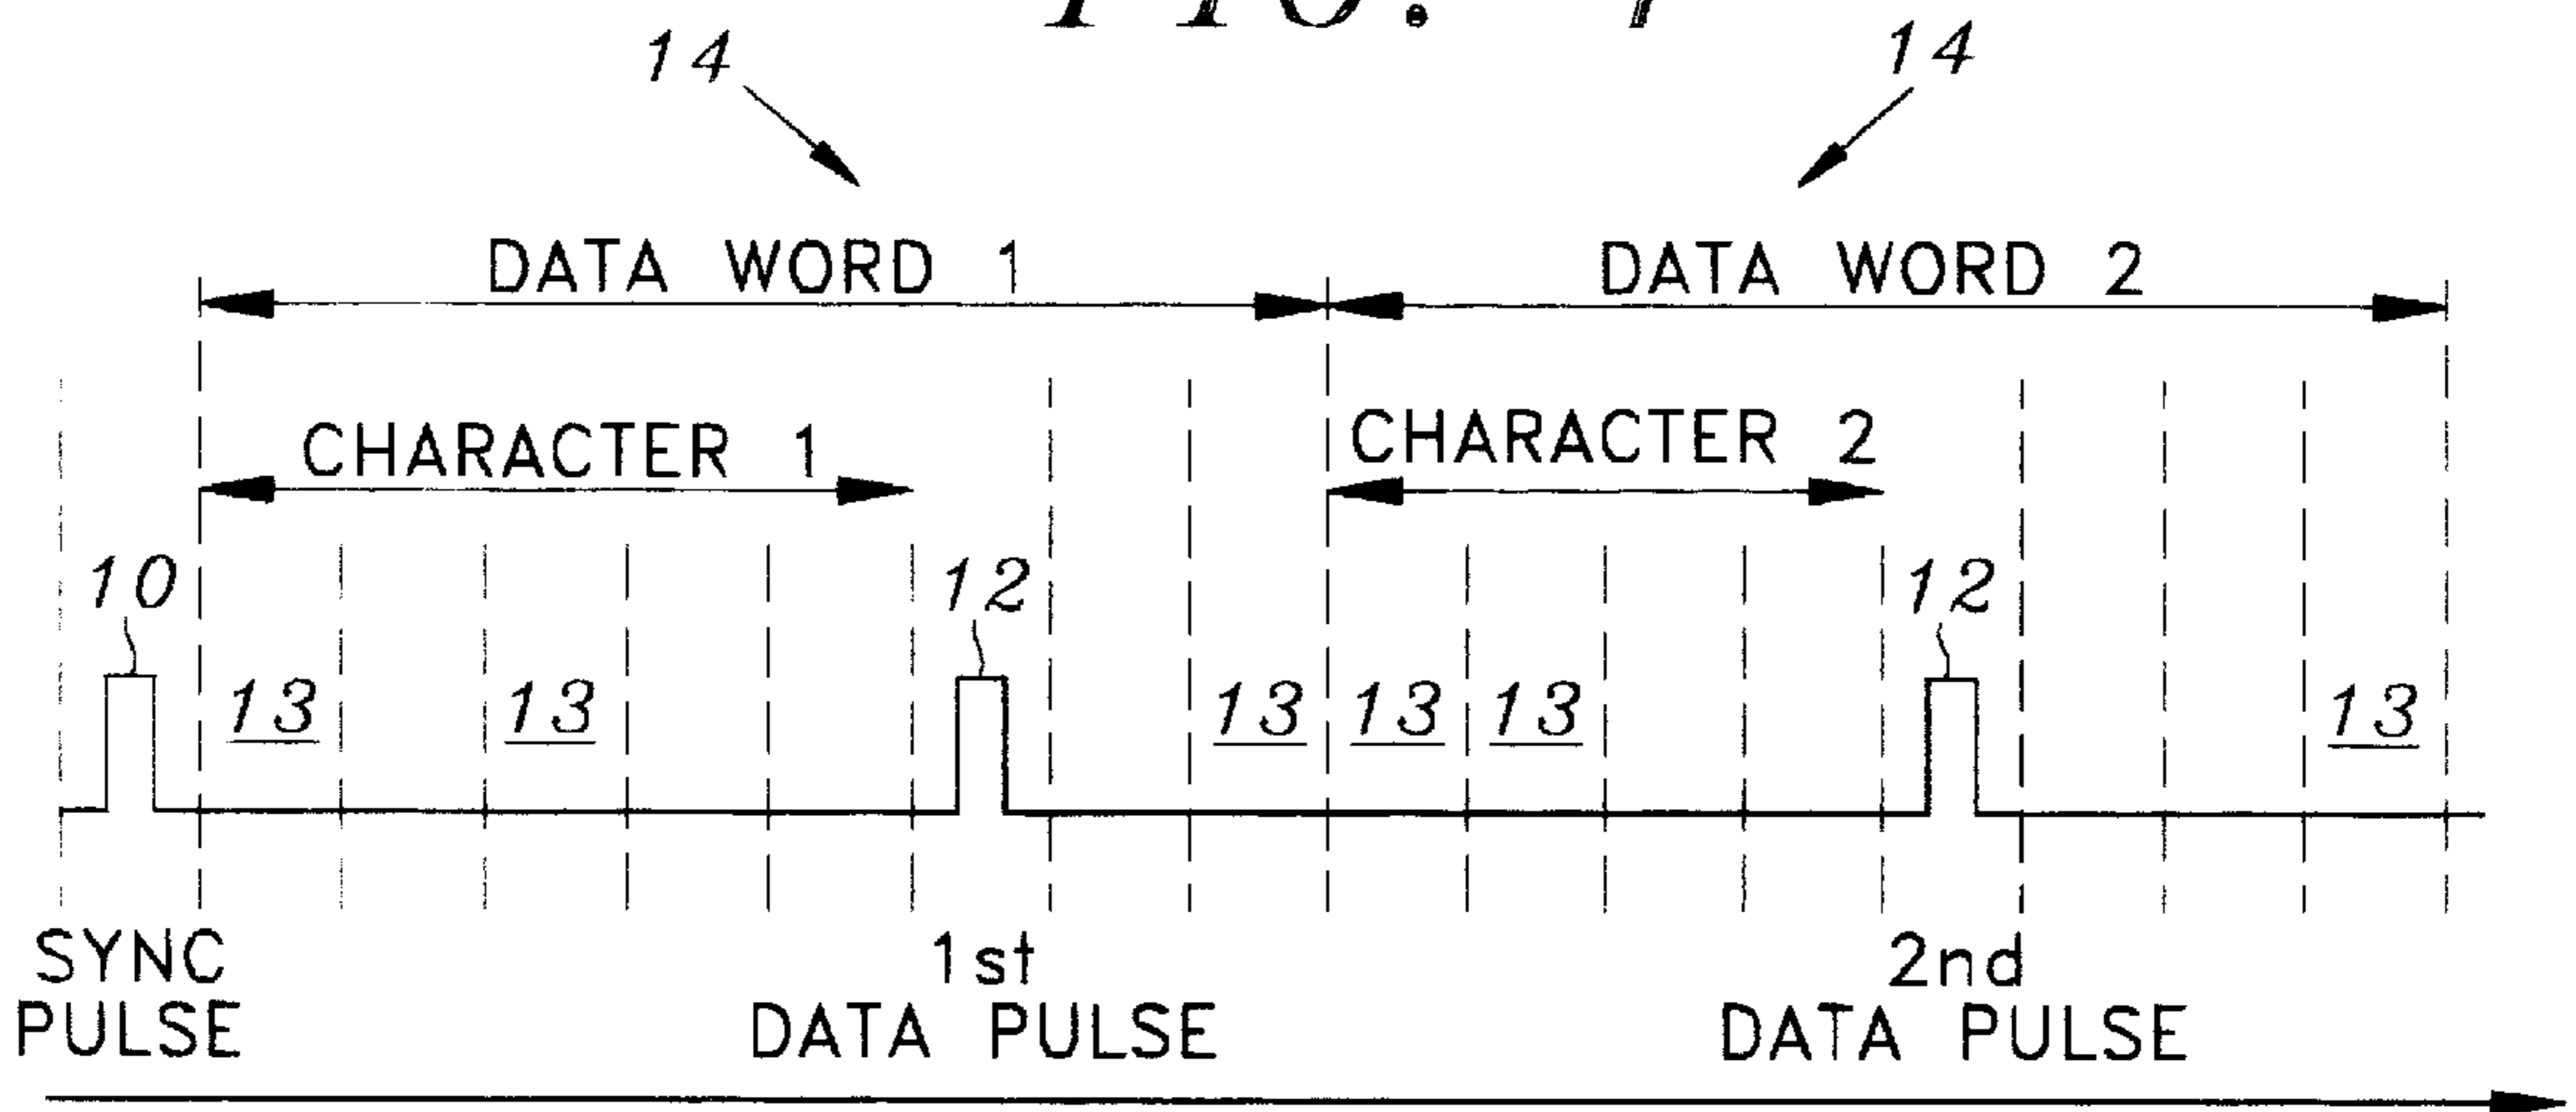 14 14
DATA WORD 1 DATA WORD 2
CHARACTER 1 CHARACTER 2
10 12 12
13 13 13 13 13 13
SYNC PULSE
1st DATA PULSE
2nd DATA PULSE